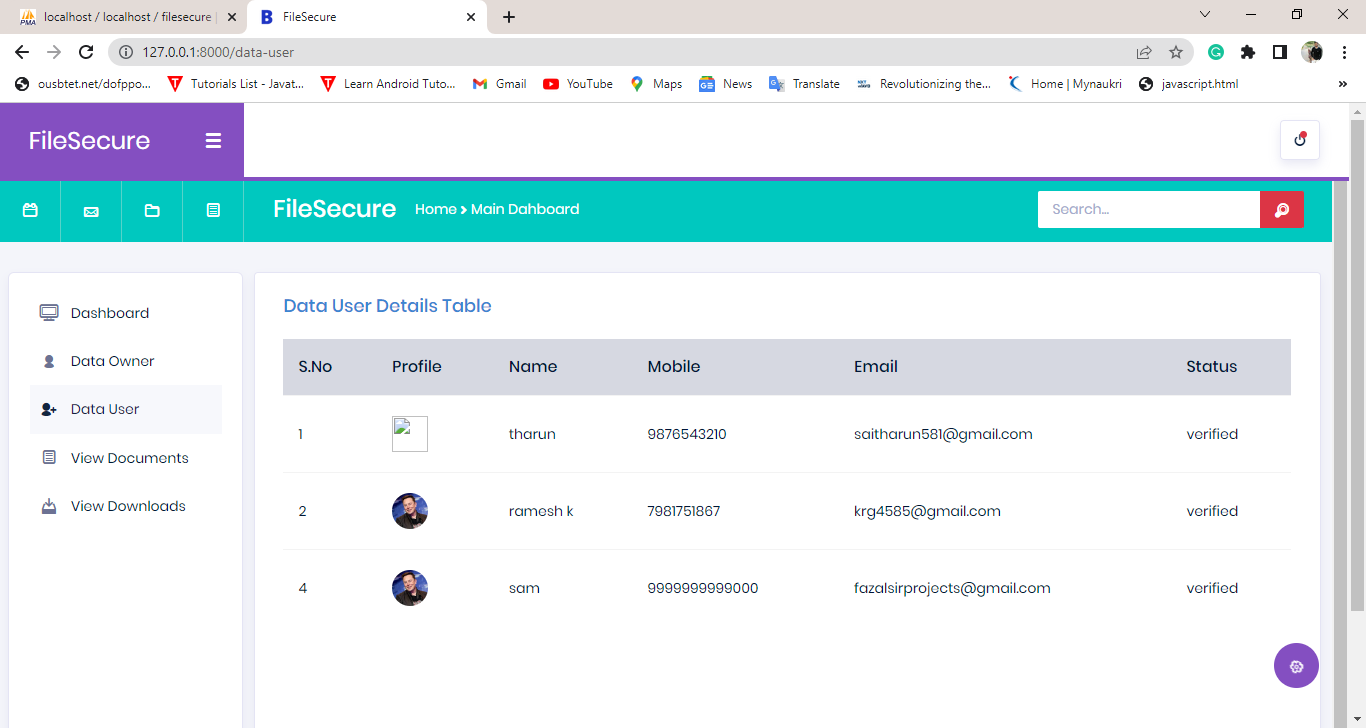 localhost / localhost / filesecure |
FileSecure
127.0.0.1:8000/data-user
ousbtet.net/dofppo...
Tutorials List - Javat...
Learn Android Tuto...
Gmail
YouTube
Maps
News
Translate
Revolutionizing the...
Home | Mynaukri
javascript.html
»
FileSecure
FileSecure
Home > Main Dahboard
Search...
Dashboard
Data Owner
Data User
View Documents
View Downloads
Data User Details Table
S.No Profile Name Mobile Email Status
1 tharun 9876543210 saitharun581@gmail.com verified
2 ramesh k 7981751867 krg4585@gmail.com verified
4 sam 9999999999000 fazalsirprojects@gmail.com verified